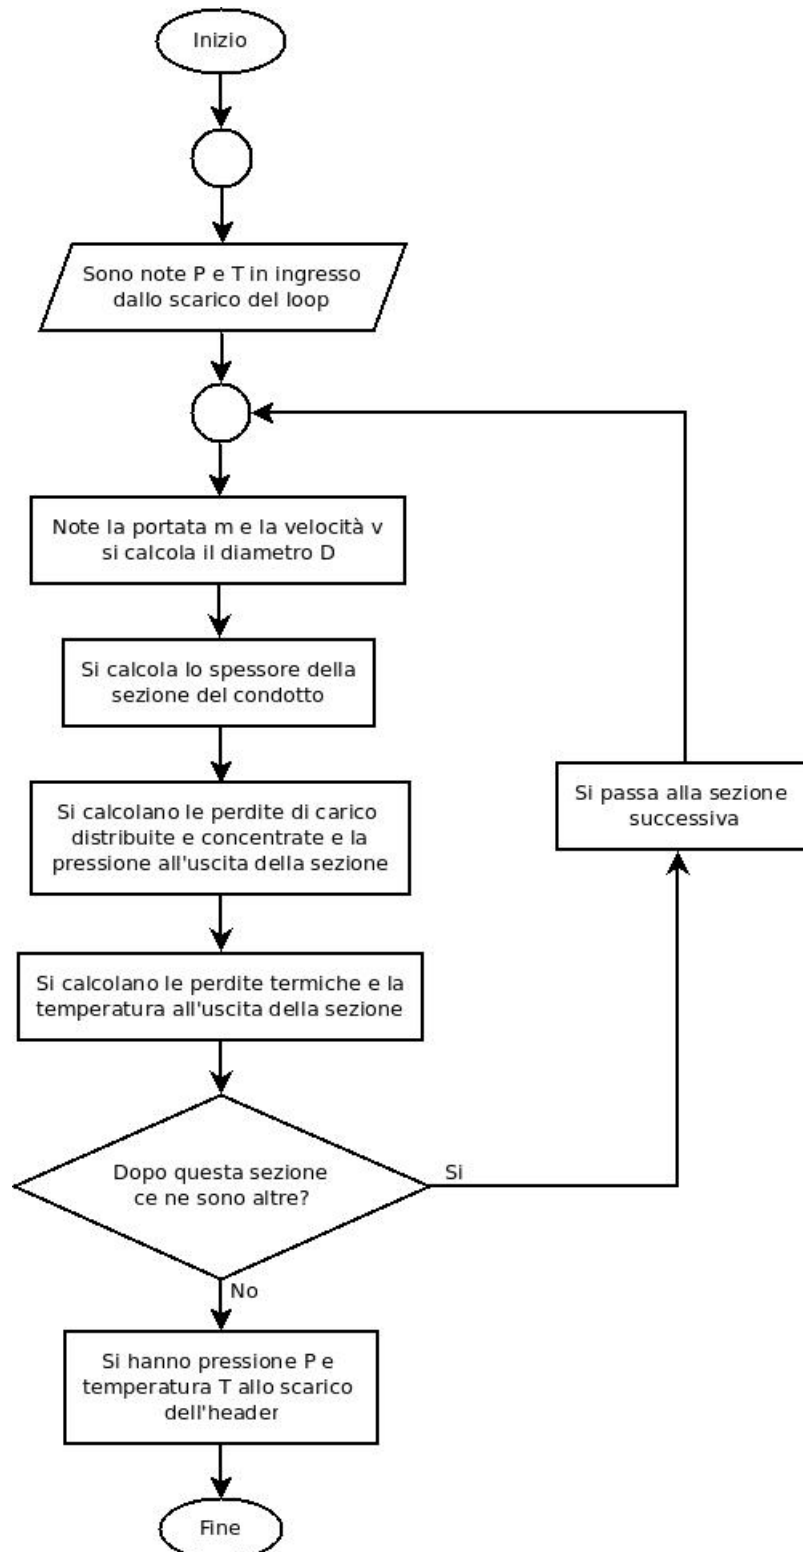 Inizio
Sono note P e T in ingresso
dallo scarico del loop
Note la portata m e la velocità v
si calcola il diametro D
Si calcola lo spessore della
sezione del condotto
Si calcolano le perdite di carico
distribuite e concentrate e la
pressione all'uscita della sezione
Si passa alla sezione
successiva
Si calcolano le perdite termiche e la
temperatura all'uscita della sezione
Dopo questa sezione
ce ne sono altre?
Si
No
Si hanno pressione P e
temperatura T allo scarico
dell'header
Fine